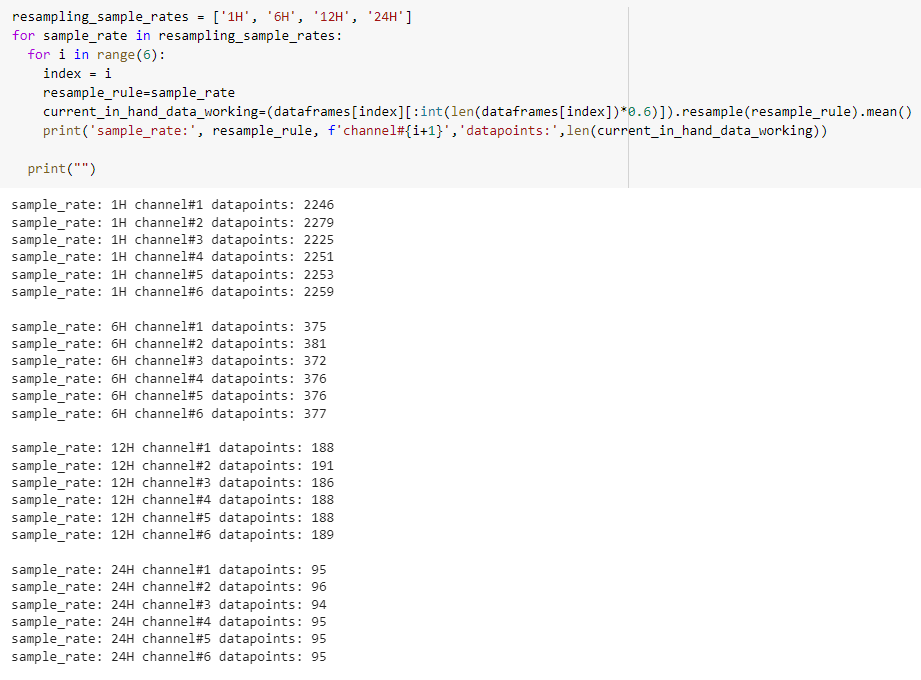 resampling_sample_rates = ['1H', '6H', '12H', '24H']
for sample_rate in resampling_sample_rates:
  for i in range(6):
    index = i
    resample_rule=sample_rate
    current_in_hand_data_working=(dataframes[index][:int(len(dataframes[index])*0.6)]).resample(resample_rule).mean()
    print('sample_rate:', resample_rule, f'channel#{i+1}','datapoints:',len(current_in_hand_data_working))
  print("")
sample_rate: 1H channel#1 datapoints: 2246
sample_rate: 1H channel#2 datapoints: 2279
sample_rate: 1H channel#3 datapoints: 2225
sample_rate: 1H channel#4 datapoints: 2251
sample_rate: 1H channel#5 datapoints: 2253
sample_rate: 1H channel#6 datapoints: 2259
sample_rate: 6H channel#1 datapoints: 375
sample_rate: 6H channel#2 datapoints: 381
sample_rate: 6H channel#3 datapoints: 372
sample_rate: 6H channel#4 datapoints: 376
sample_rate: 6H channel#5 datapoints: 376
sample_rate: 6H channel#6 datapoints: 377
sample_rate: 12H channel#1 datapoints: 188
sample_rate: 12H channel#2 datapoints: 191
sample_rate: 12H channel#3 datapoints: 186
sample_rate: 12H channel#4 datapoints: 188
sample_rate: 12H channel#5 datapoints: 188
sample_rate: 12H channel#6 datapoints: 189
sample_rate: 24H channel#1 datapoints: 95
sample_rate: 24H channel#2 datapoints: 96
sample_rate: 24H channel#3 datapoints: 94
sample_rate: 24H channel#4 datapoints: 95
sample_rate: 24H channel#5 datapoints: 95
sample_rate: 24H channel#6 datapoints: 95